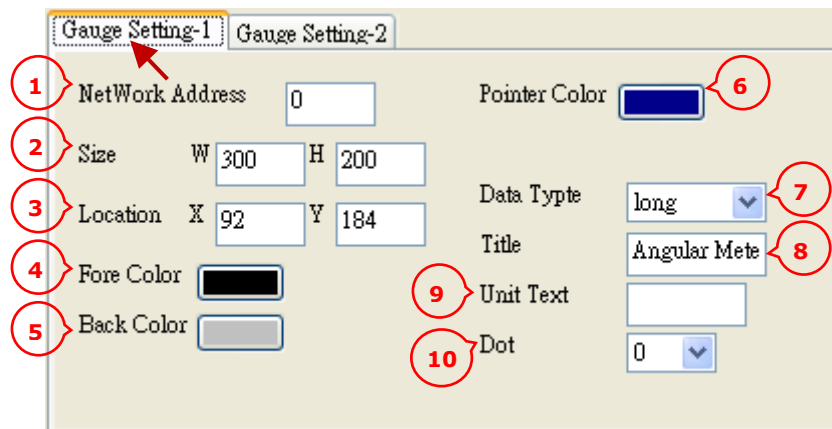 Gauge Setting-1 Gauge Setting-2
1 NetWork Address 0
2 Size W 300 H 200
3 Location X 92 Y 184
4 Fore Color
5 Back Color
Pointer Color 6
Data Typte long 7
Title Angular Mete 8
9 Unit Text
10 Dot 0